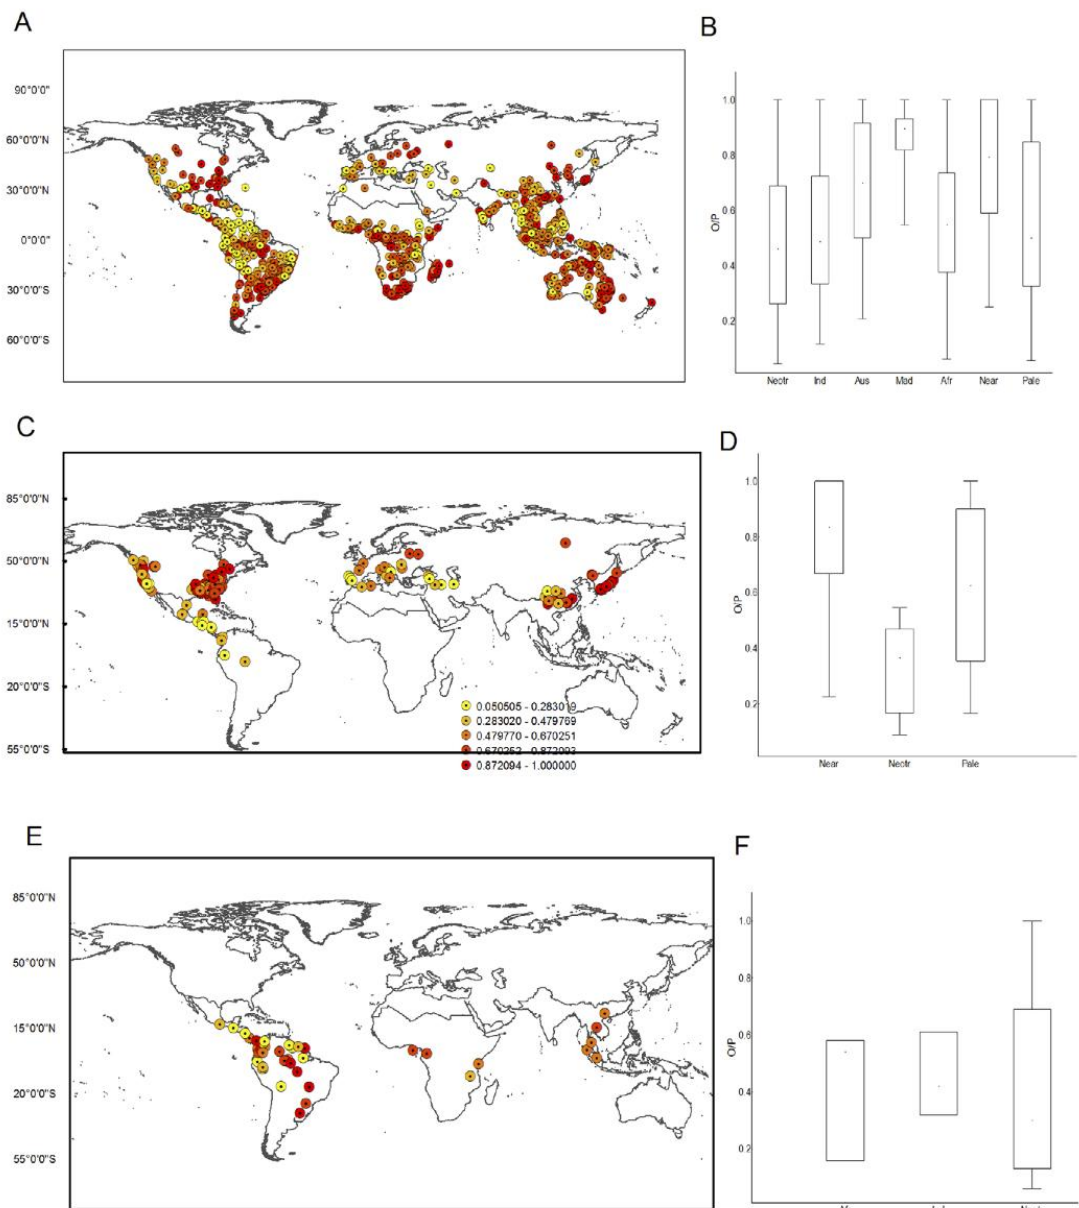 A
B
90°0'0"
60°0'0"N
30°0'0"N
0°0'0"
30°0'0"S
60°0'0"S
O/P
1.0
0.8
0.6
0.4
0.2
Neotr Ind Aus Mad Afr Near Pale
C
D
85°0'0"N
50°0'0"N
15°0'0"N
20°0'0"S
55°0'0"S
0.050505 - 0.283019
0.283020 - 0.479769
0.479770 - 0.670251
0.670252 - 0.872093
0.872094 - 1.000000
O/P
1.0
0.8
0.6
0.4
0.2
Near Neotr Pale
E
F
85°0'0"N
50°0'0"N
15°0'0"N
20°0'0"S
55°0'0"S
O/P
1.0
0.8
0.6
0.4
0.2